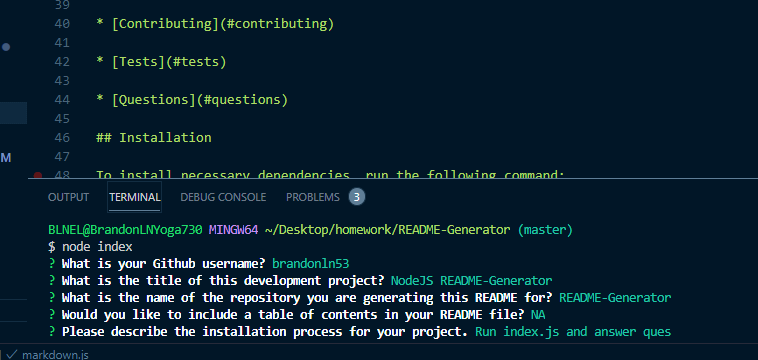 39
40 * [Contributing](#contributing)
41
42 * [Tests](#tests)
43
44 * [Questions](#questions)
45
46 ## Installation
47
48 To install necessary dependencies, run the following command:
M
OUTPUT TERMINAL DEBUG CONSOLE PROBLEMS 3
BLNEL@BrandonLNYoga730 MINGW64 ~/Desktop/homework/README-Generator (master)
$ node index
? What is your Github username? brandonln53
? What is the title of this development project? NodeJS README-Generator
? What is the name of the repository you are generating this README for? README-Generator
? Would you like to include a table of contents in your README file? NA
? Please describe the installation process for your project. Run index.js and answer ques
markdown.js